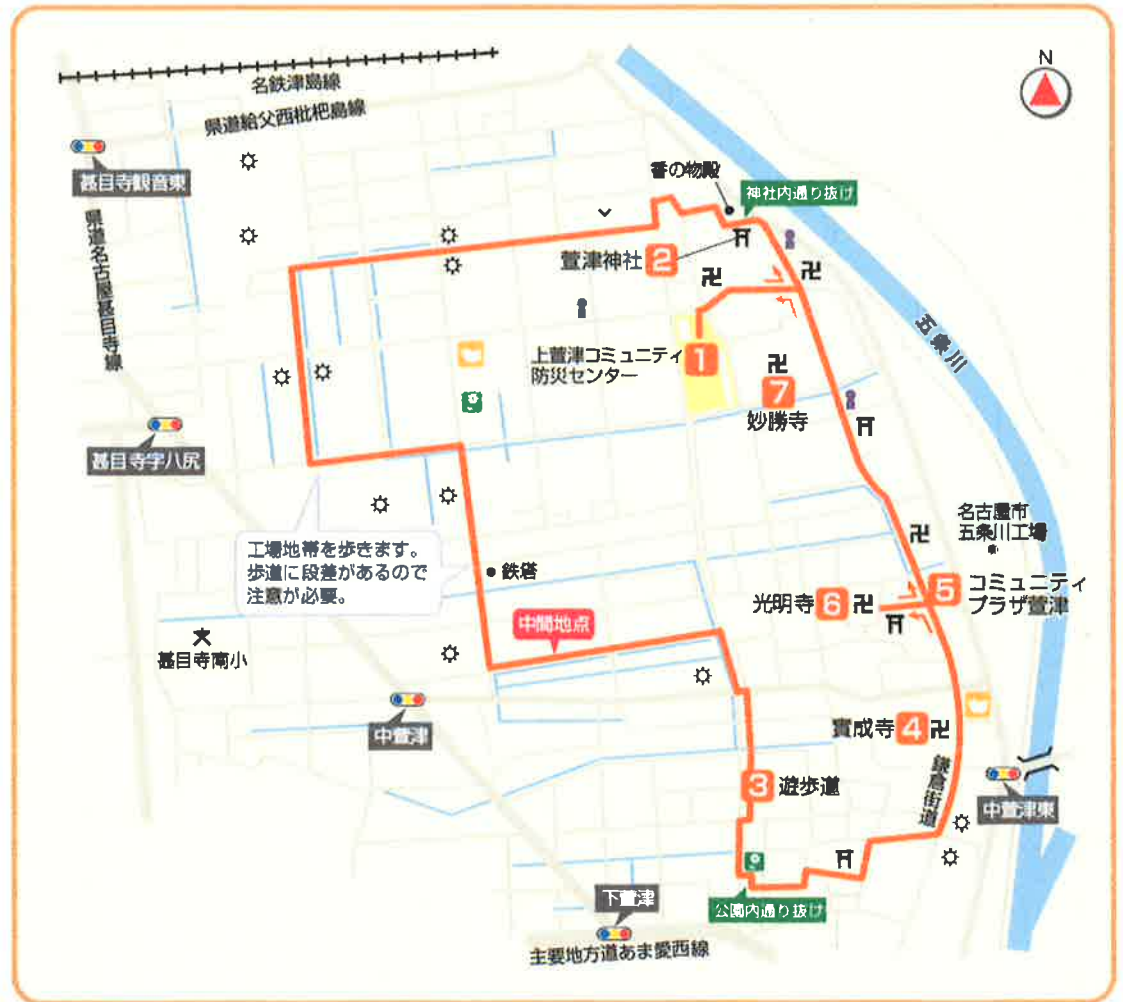 N
名鉄津島線
県道給父西枇杷島線
甚目寺観音東
県道名古屋甚目寺線
香の物殿
神社内通り抜け
萱津神社 2
五条川
上萱津コミュニティ
防災センター
1
7
妙勝寺
甚目寺字八尻
工場地帯を歩きます。
歩道に段差があるので
注意が必要。
鉄塔
名古屋市
五条川工場
5 コミュニティ
プラザ萱津
光明寺 6
中間地点
甚目寺南小
中萱津
實成寺 4
鎌倉街道
3 遊歩道
中萱津東
公園内通り抜け
下萱津
主要地方道あま愛西線